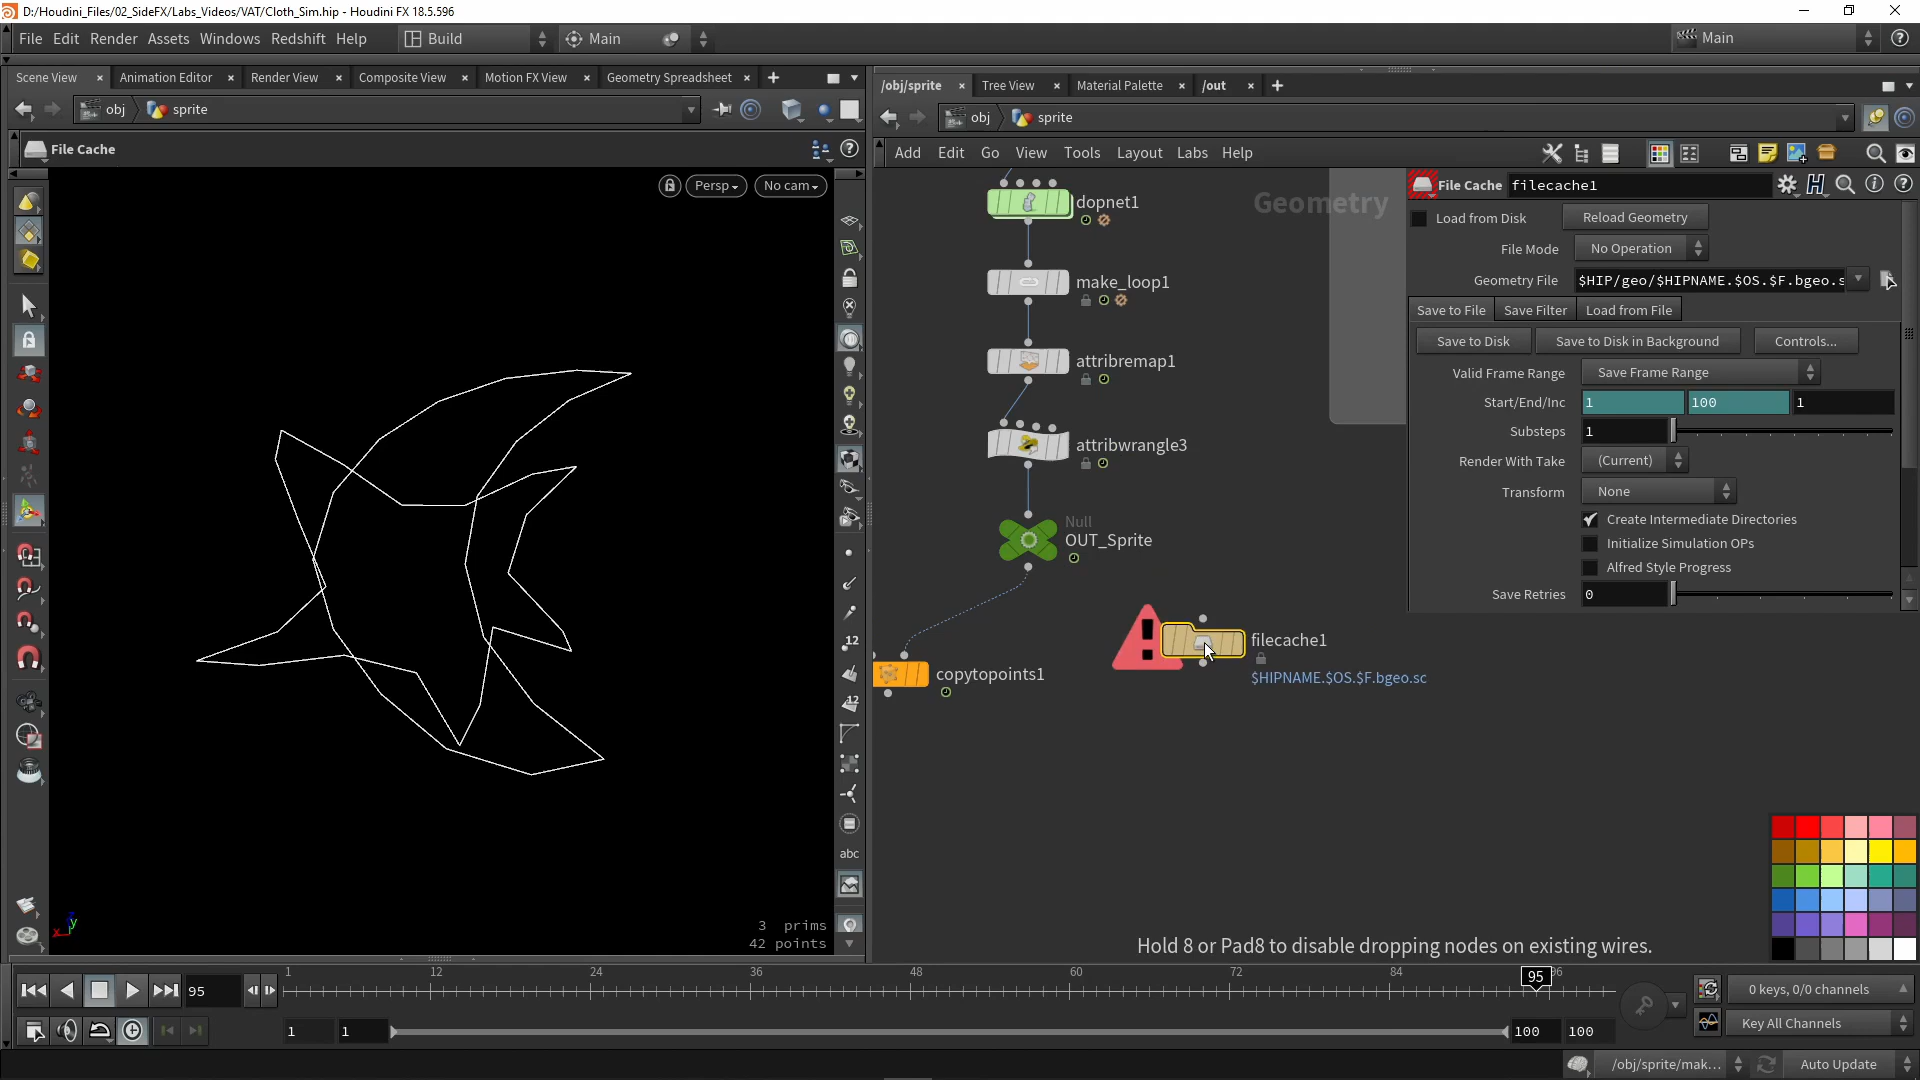 D:/Houdini_Files/02_SideFX/Labs_Videos/VAT/Cloth_Sim.hip - Houdini FX 18.5.596
File Edit Render Assets Windows Redshift Help Build Main Main
Scene View Animation Editor Render View Composite View Motion FX View Geometry Spreadsheet
/obj/sprite Tree View Material Palette /out
obj sprite
obj sprite
File Cache
Add Edit Go View Tools Layout Labs Help
Persp No cam
Geometry
File Cache filecache1
Load from Disk Reload Geometry
File Mode No Operation
Geometry File $HIP/geo/$HIPNAME.$OS.$F.bgeo.s
Save to File Save Filter Load from File
Save to Disk Save to Disk in Background Controls...
Valid Frame Range Save Frame Range
Start/End/Inc 1 100 1
Substeps 1
Render With Take (Current)
Transform None
Create Intermediate Directories
Initialize Simulation OPs
Alfred Style Progress
Save Retries 0
dopnet1
make_loop1
attribremap1
attribwrangle3
Null
OUT_Sprite
filecache1
$HIPNAME.$OS.$F.bgeo.sc
copytopoints1
12
12
abc
x y
3 prims
42 points
Hold 8 or Pad8 to disable dropping nodes on existing wires.
95 1 12 24 36 48 60 72 84 95 96
0 keys, 0/0 channels
1 1 100 100
Key All Channels
/obj/sprite/mak... Auto Update